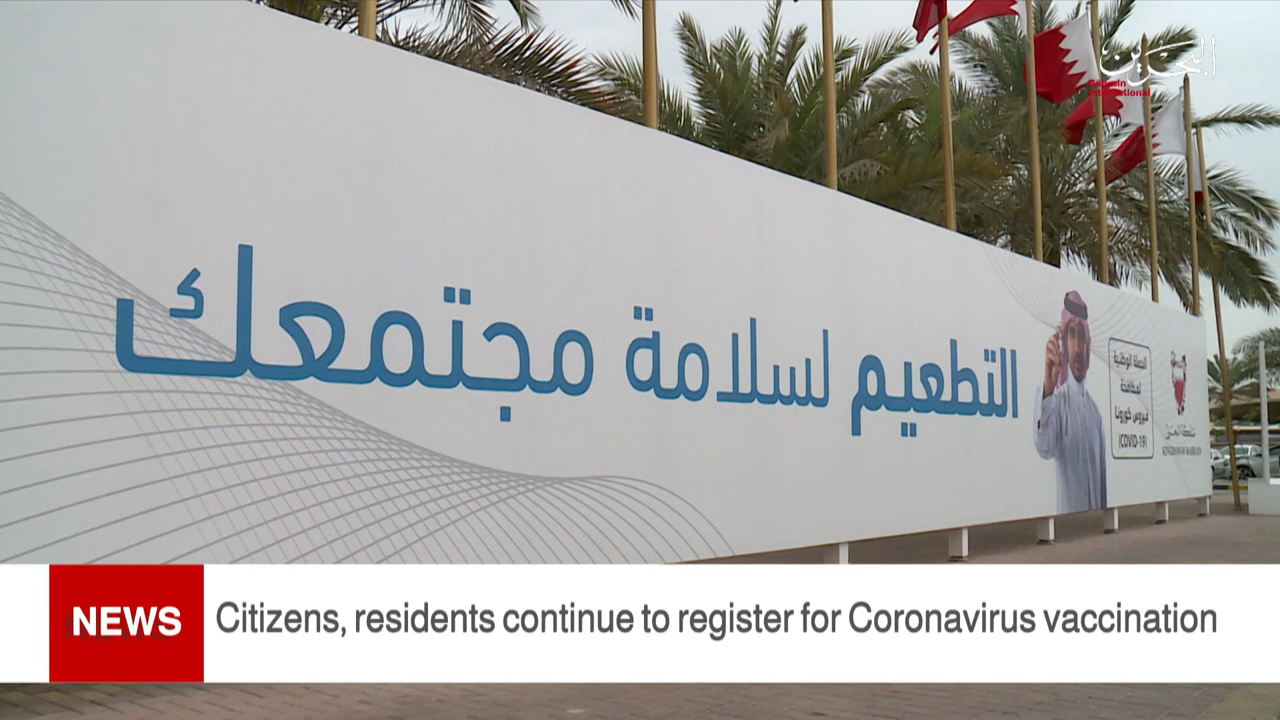 البحرين
Bahrain
International
التطعيم لسلامة مجتمعك
الحملة الوطنية
لمكافحة
فيروس كورونا
(COVID-19)
مملكة البحرين
KINGDOM OF BAHRAIN
NEWS
Citizens, residents continue to register for Coronavirus vaccination